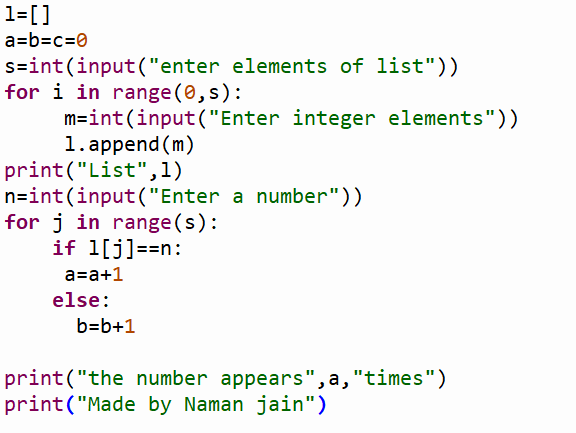 l=[]
a=b=c=0
s=int(input("enter elements of list"))
for i in range(0,s):
     m=int(input("Enter integer elements"))
     l.append(m)
print("List",l)
n=int(input("Enter a number"))
for j in range(s):
    if l[j]==n:
     a=a+1
    else:
      b=b+1
print("the number appears",a,"times")
print("Made by Naman jain")